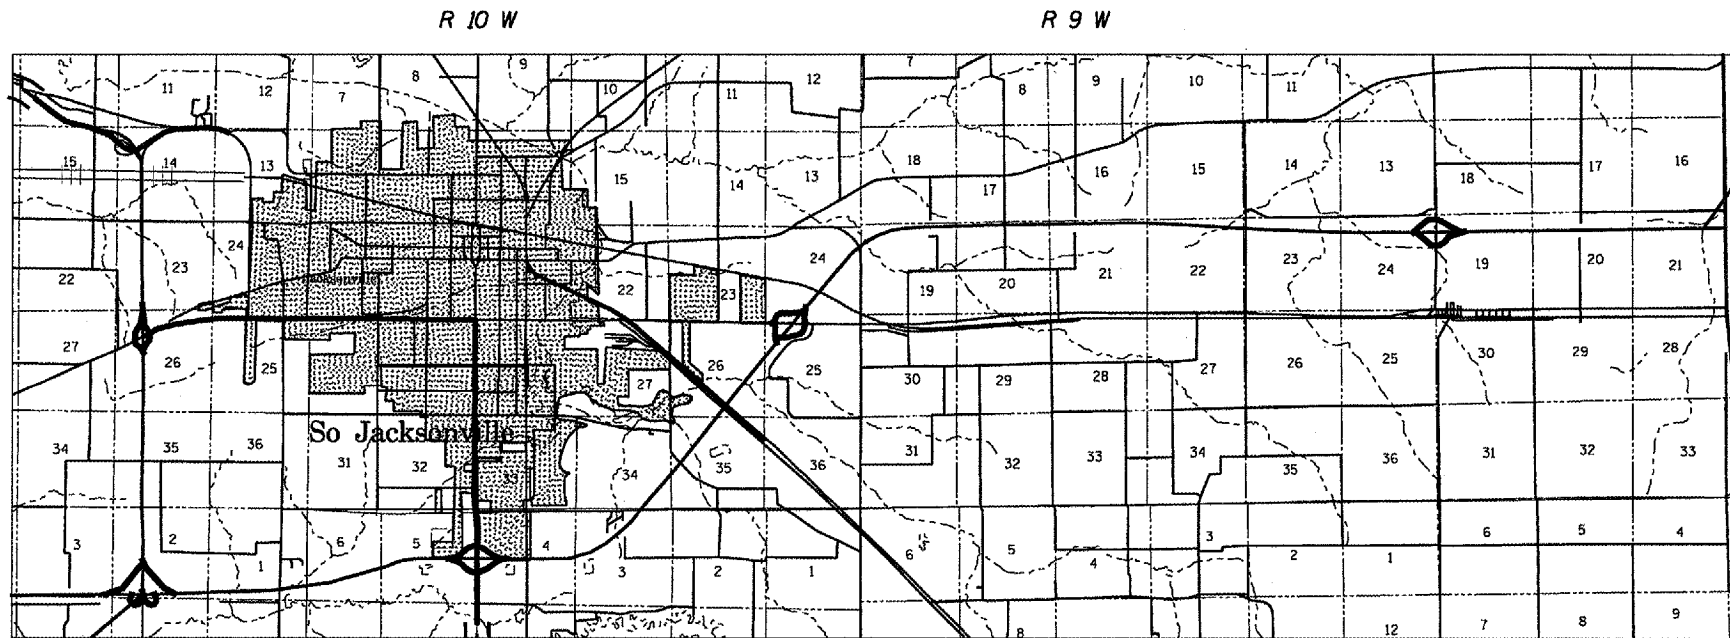 R 10 W R 9 W
8 9 7
11 12 7 10 11 12 8 9 10 11
15 14 13 15 14 13 18 17 16 15 14 13 18 17 16
24 23 22 22 23 24 19 20 21 22 23 24 19 20 21
Jacksonville
27 26 25 27 26 25 30 29 28 27 26 25 30 29 28
So Jacksonville
34 35 36 31 32 33 34 35 36 31 32 33 34 35 36 31 32 33
3 2 1 6 5 4 3 2 1 6 5 4 3 2 1 6 5 4
8 12 7 8 9